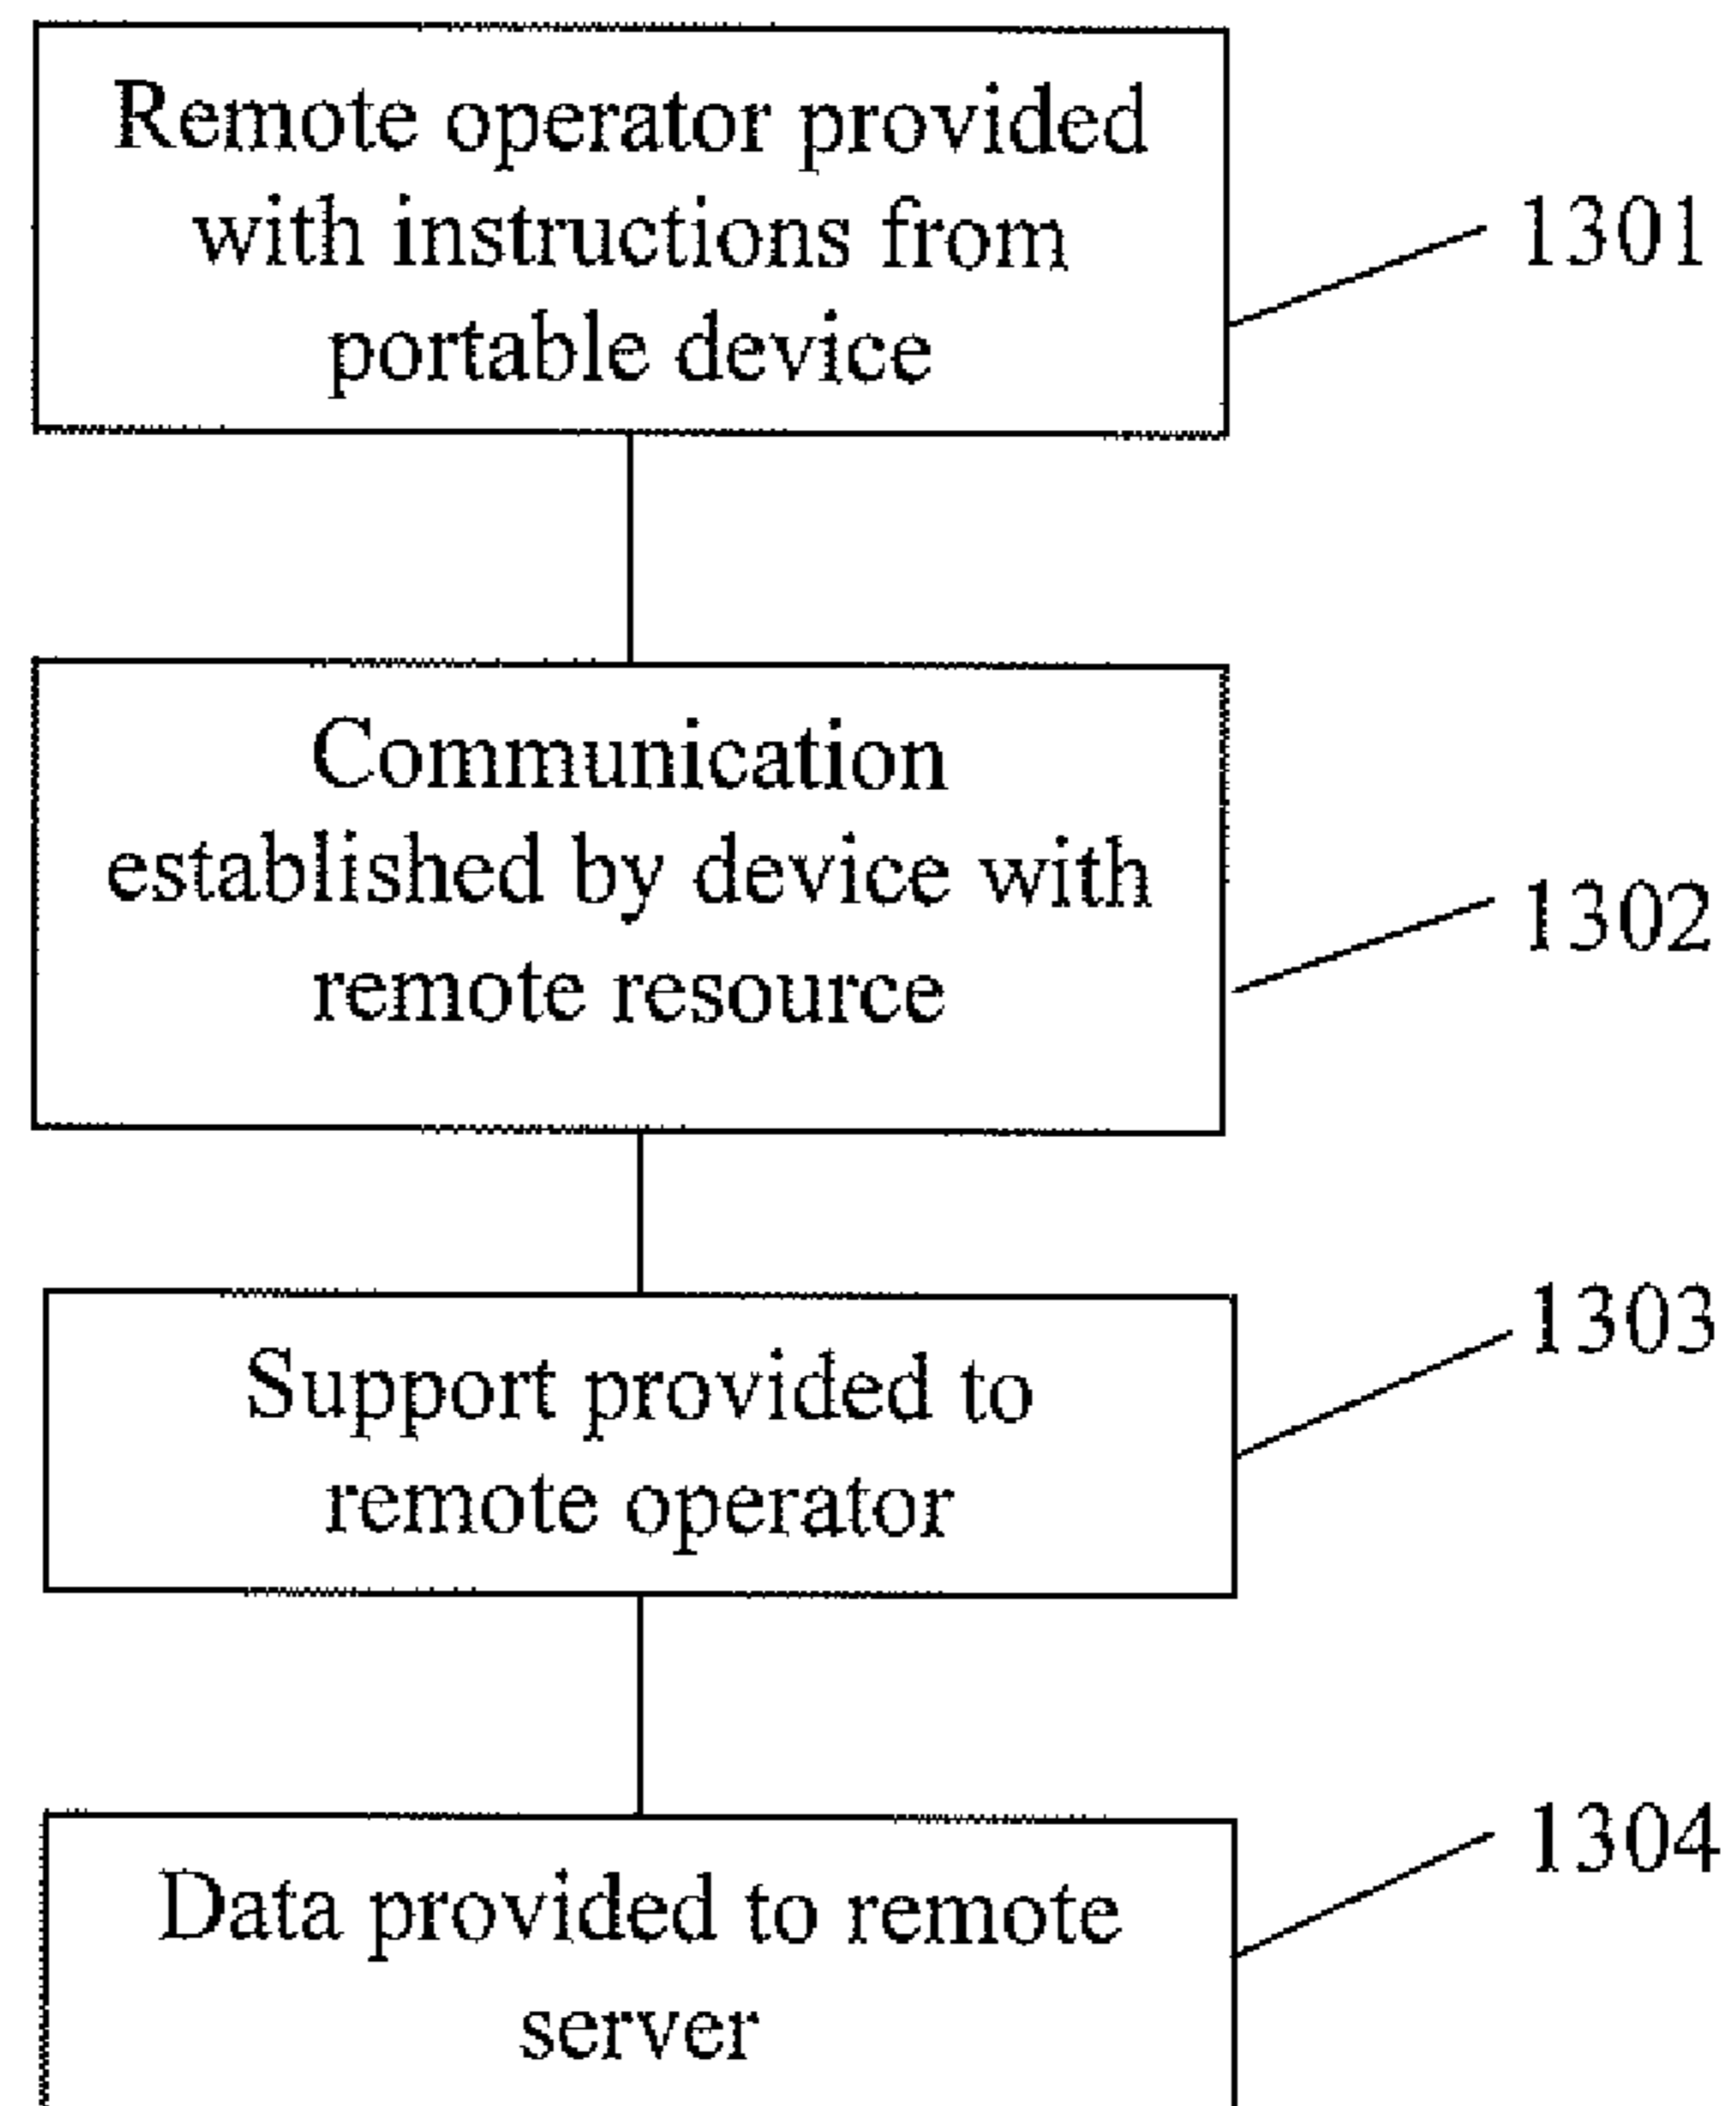 Remote operator provided
with instructions from
portable device
1301
Communication
established by device with
remote resource
1302
Support provided to
remote operator
1303
Data provided to remote
server
1304